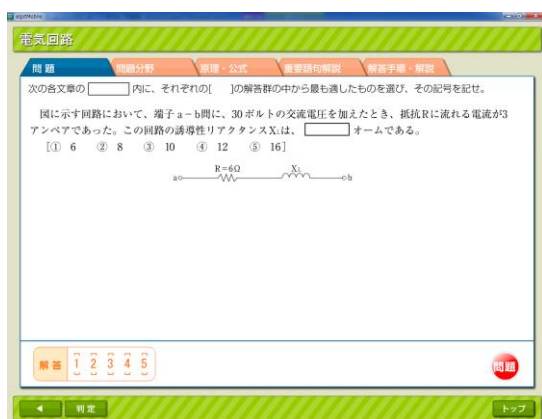 電気回路
問題
問題分野
原理・公式
重要語句解説
解答手順・解説
次の各文章の 内に、それぞれの[ ]の解答群の中から最も適したものを選び、その記号を記せ。
図に示す回路において、端子a－b間に、30ボルトの交流電圧を加えたとき、抵抗Rに流れる電流が3
アンペアであった。この回路の誘導性リアクタンスXLは、 オームである。
[① 6 ② 8 ③ 10 ④ 12 ⑤ 16]
R=6Ω XL
a b
解答 1 2 3 4 5
問題
判定
トップ